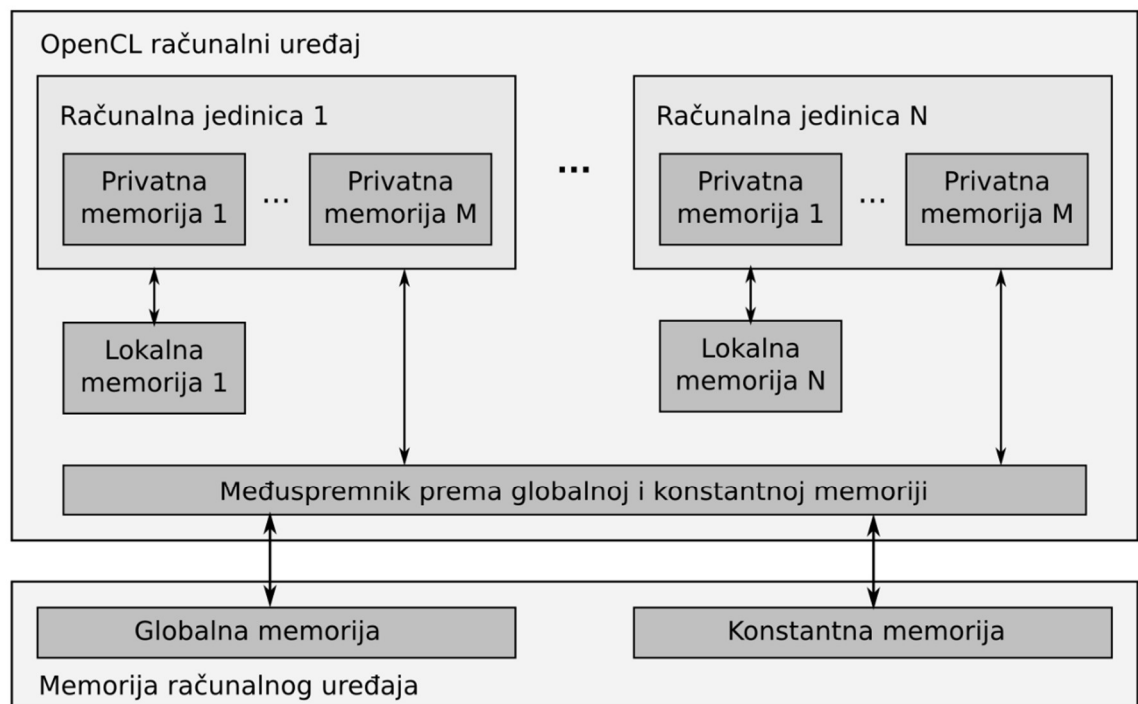 OpenCL računalni uređaj
Računalna jedinica 1
Privatna
memorija 1
...
Privatna
memorija M
...
Računalna jedinica N
Privatna
memorija 1
...
Privatna
memorija M
Lokalna
memorija 1
Lokalna
memorija N
Međuspremnik prema globalnoj i konstantnoj memoriji
Globalna memorija
Konstantna memorija
Memorija računalnog uređaja